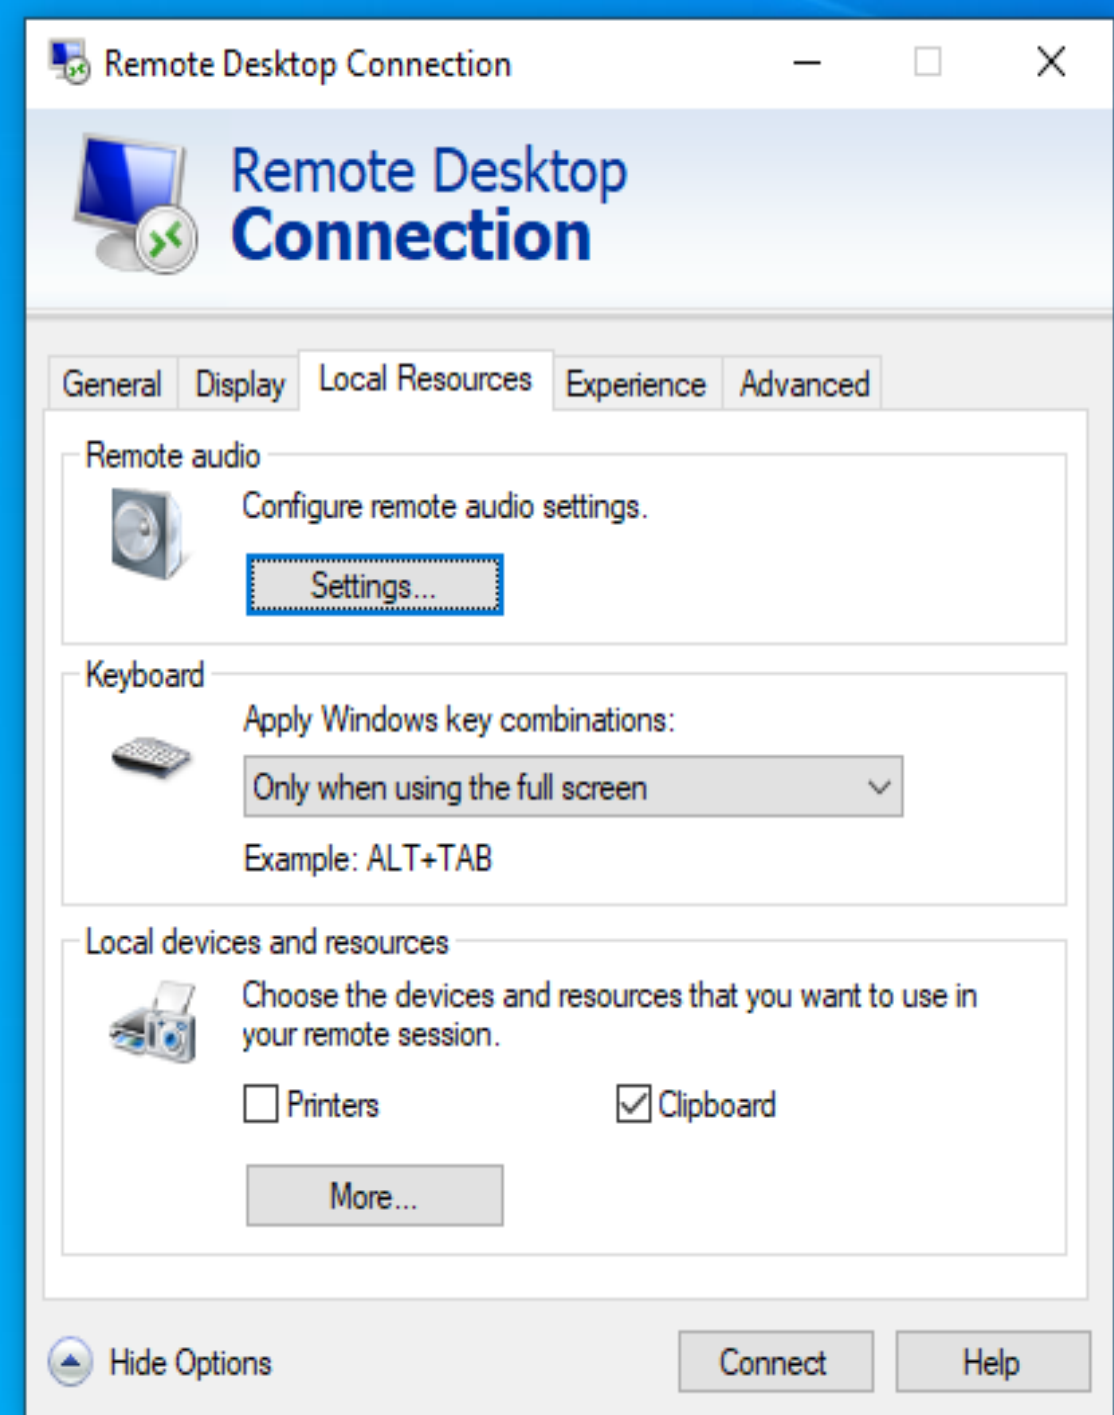 Remote Desktop Connection
Remote Desktop
Connection
General Display Local Resources Experience Advanced
Remote audio
Configure remote audio settings.
Settings...
Keyboard
Apply Windows key combinations:
Only when using the full screen
Example: ALT+TAB
Local devices and resources
Choose the devices and resources that you want to use in
your remote session.
Printers Clipboard
More...
Hide Options Connect Help